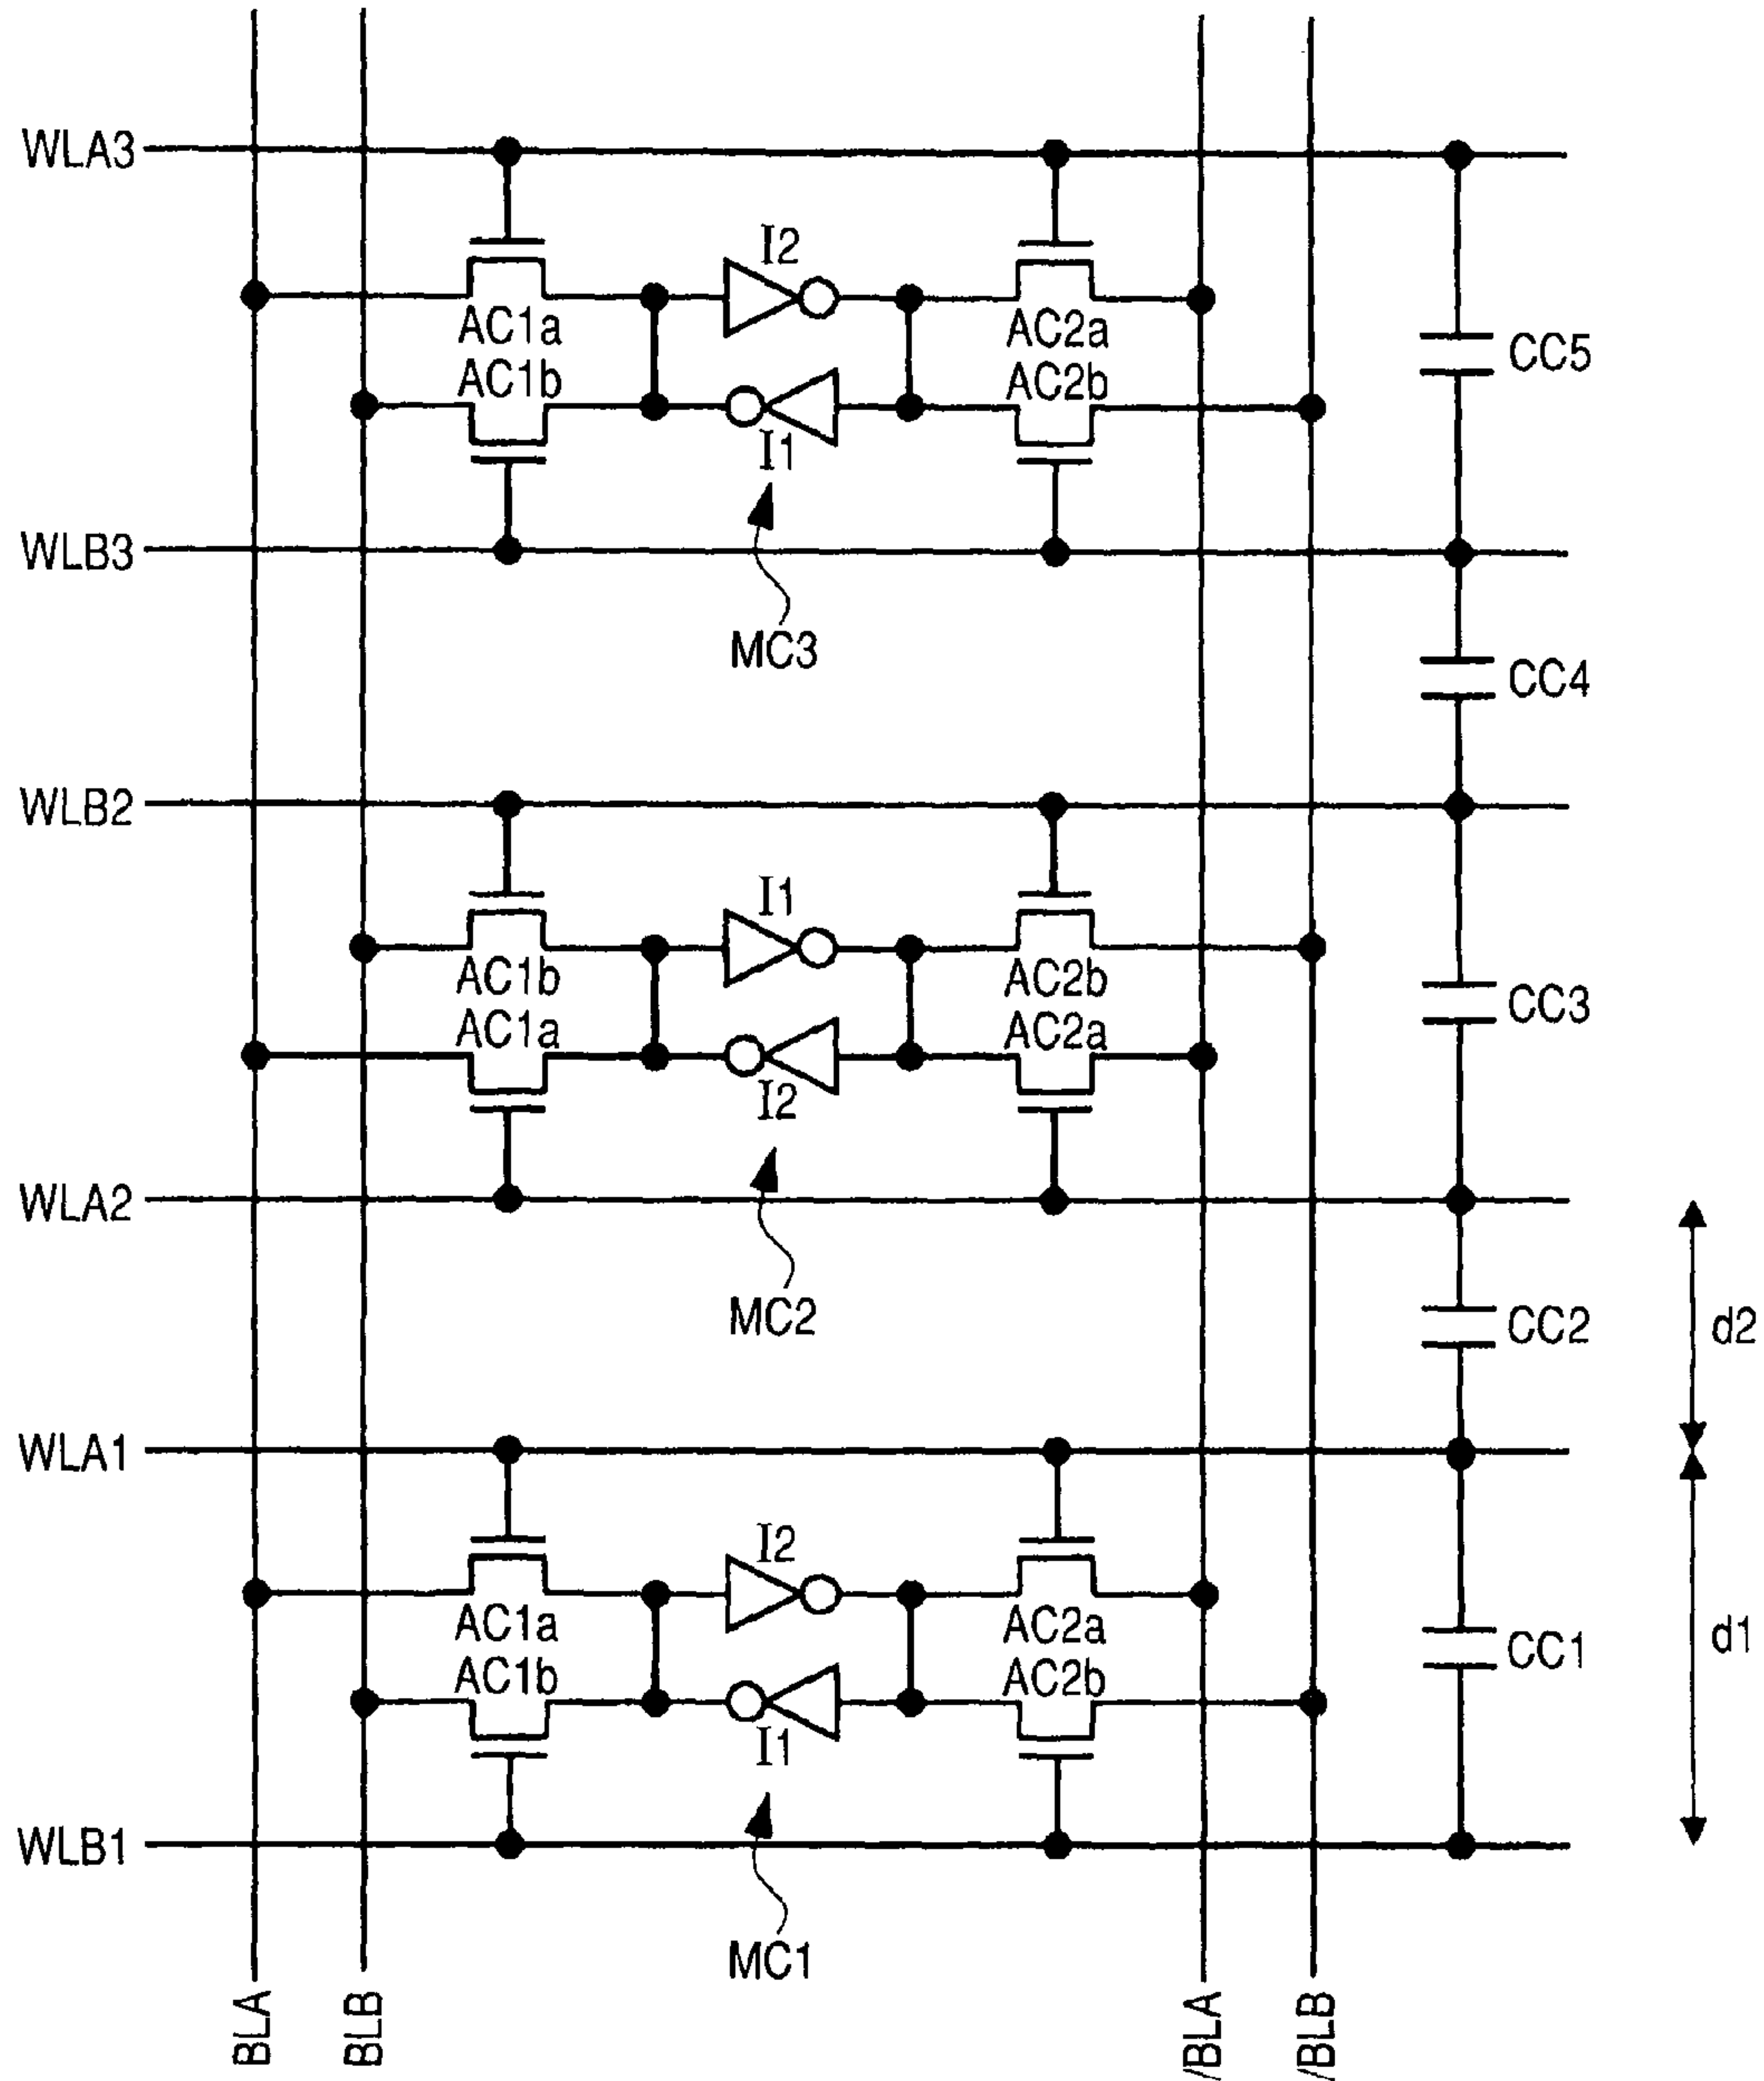 WLA3
I2
AC1a
AC2a
CC5
AC1b
AC2b
I1
WLB3
MC3
CC4
WLB2
I1
AC1b
AC2b
CC3
AC1a
AC2a
I2
WLA2
MC2
CC2
d2
WLA1
I2
AC1a
AC2a
CC1
d1
AC1b
AC2b
I1
WLB1
MC1
BLA
BLB
/BLA
/BLB